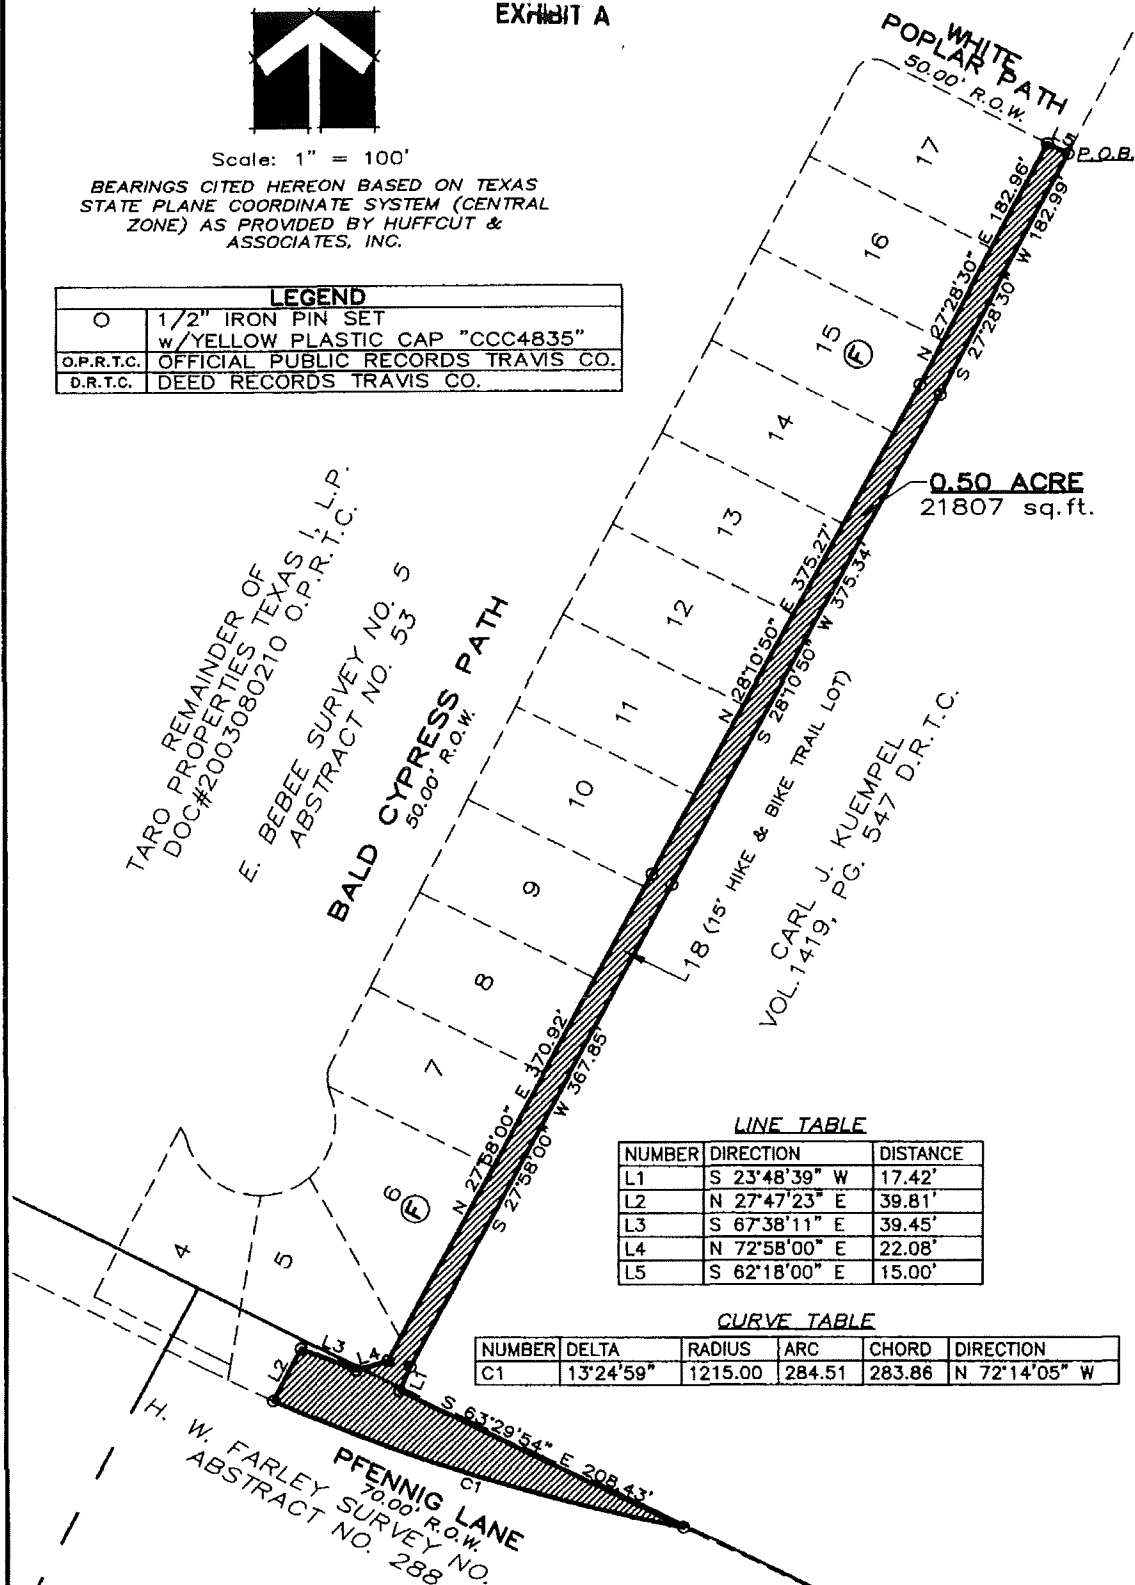 EXHIBIT A
WHITE
POPLAR PATH
50.00' R.O.W.
L5
P.O.B.
Scale: 1" = 100'
BEARINGS CITED HEREON BASED ON TEXAS
STATE PLANE COORDINATE SYSTEM (CENTRAL
ZONE) AS PROVIDED BY HUFFCUT &
ASSOCIATES, INC.
LEGEND
O 1/2" IRON PIN SET
w/YELLOW PLASTIC CAP "CCC4835"
O.P.R.T.C. OFFICIAL PUBLIC RECORDS TRAVIS CO.
D.R.T.C. DEED RECORDS TRAVIS CO.
17
16
15
F
14
13
12
11
10
9
8
7
6
F
5
4
N 27°28'30" E 182.96'
S 27°28'30" W 182.99'
0.50 ACRE
21807 sq.ft.
N 28°10'50" E 375.27'
S 28°10'50" W 375.34'
REMAINDER OF
TARO PROPERTIES TEXAS I, L.P.
DOC#2003080210 O.P.R.T.C.
E. BEBEE SURVEY NO. 5
ABSTRACT NO. 53
BALD CYPRESS PATH
50.00' R.O.W.
18 (15' HIKE & BIKE TRAIL LOT)
CARL J. KUEMPEL
VOL.1419, PG. 547 D.R.T.C.
N 27°58'00" E 370.92'
S 27°58'00" W 367.85'
LINE TABLE
NUMBER DIRECTION DISTANCE
L1 S 23°48'39" W 17.42'
L2 N 27°47'23" E 39.81'
L3 S 67°38'11" E 39.45'
L4 N 72°58'00" E 22.08'
L5 S 62°18'00" E 15.00'
CURVE TABLE
NUMBER DELTA RADIUS ARC CHORD DIRECTION
C1 13°24'59" 1215.00 284.51 283.86 N 72°14'05" W
L3
L4
L2
L1
S 63°29'54" E 208.43'
C1
PFENNIG LANE
70.00' R.O.W.
H. W. FARLEY SURVEY NO.
ABSTRACT NO. 288